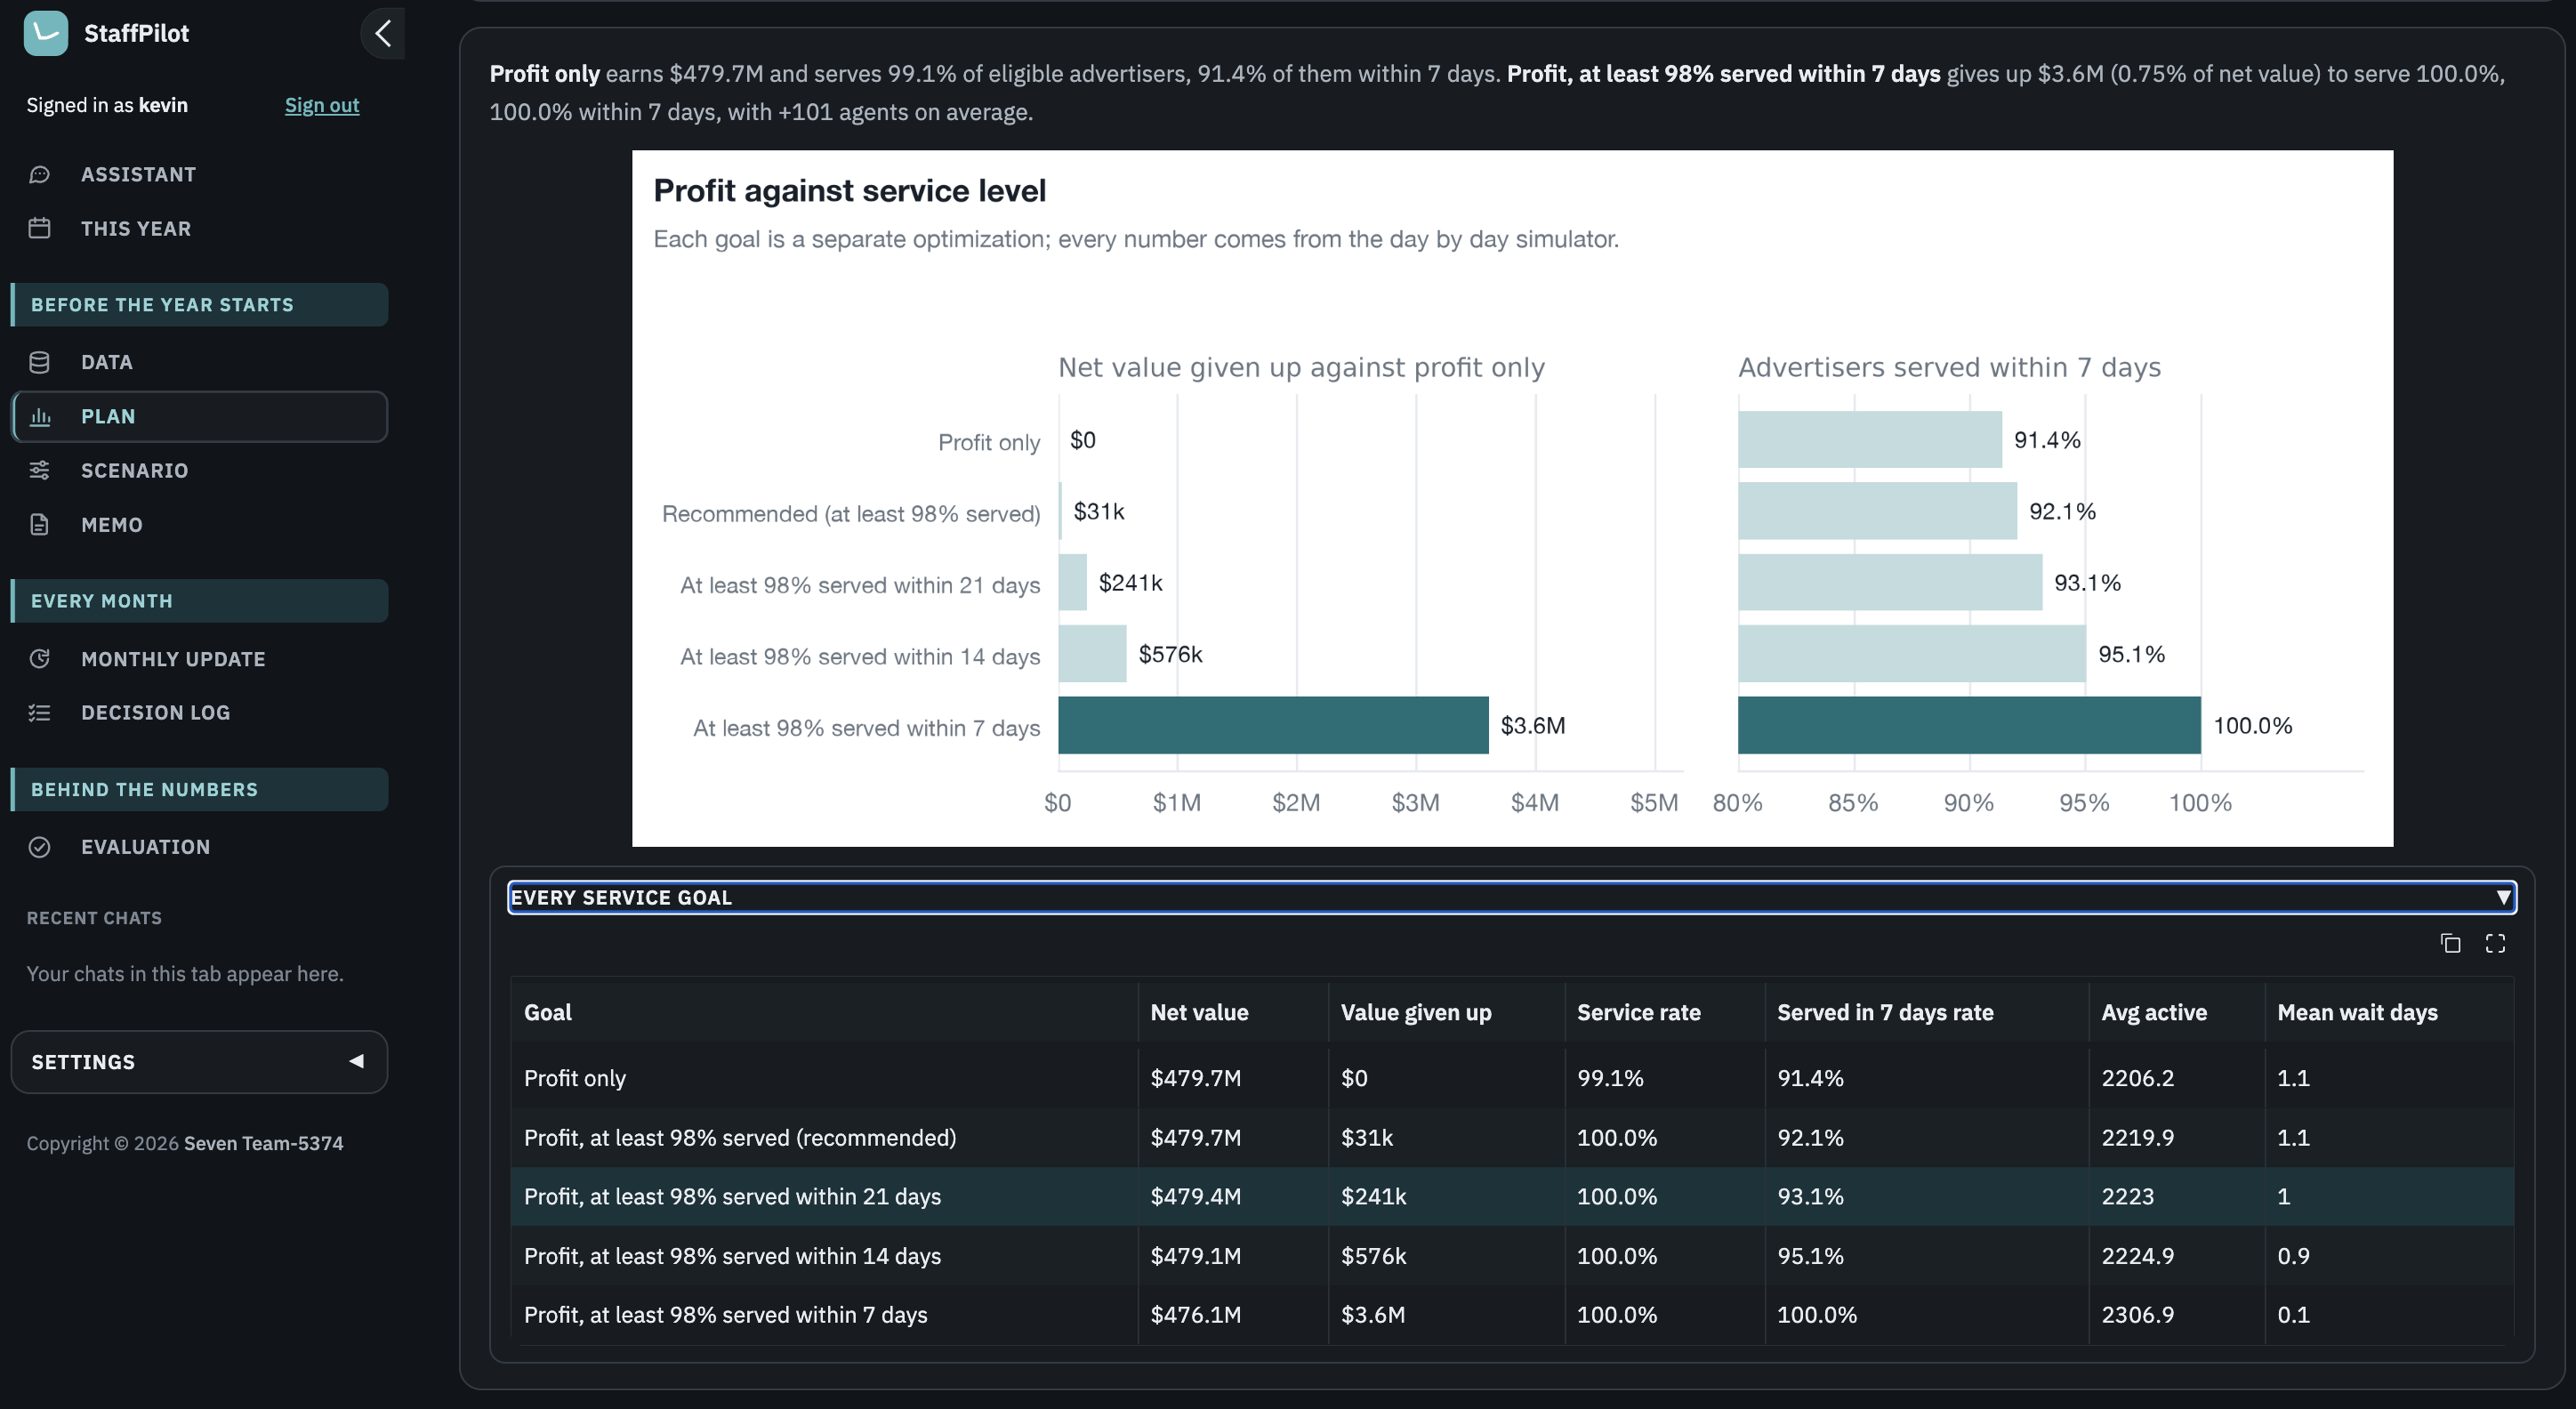 StaffPilot
Signed in as kevin
Sign out
ASSISTANT
THIS YEAR
BEFORE THE YEAR STARTS
DATA
PLAN
SCENARIO
MEMO
EVERY MONTH
MONTHLY UPDATE
DECISION LOG
BEHIND THE NUMBERS
EVALUATION
RECENT CHATS
Your chats in this tab appear here.
SETTINGS
Copyright © 2026 Seven Team-5374
Profit only earns $479.7M and serves 99.1% of eligible advertisers, 91.4% of them within 7 days. Profit, at least 98% served within 7 days gives up $3.6M (0.75% of net value) to serve 100.0%,
100.0% within 7 days, with +101 agents on average.
Profit against service level
Each goal is a separate optimization; every number comes from the day by day simulator.
Net value given up against profit only
Advertisers served within 7 days
Profit only $0 91.4%
Recommended (at least 98% served) $31k 92.1%
At least 98% served within 21 days $241k 93.1%
At least 98% served within 14 days $576k 95.1%
At least 98% served within 7 days $3.6M 100.0%
$0 $1M $2M $3M $4M $5M 80% 85% 90% 95% 100%
EVERY SERVICE GOAL
Goal Net value Value given up Service rate Served in 7 days rate Avg active Mean wait days
Profit only $479.7M $0 99.1% 91.4% 2206.2 1.1
Profit, at least 98% served (recommended) $479.7M $31k 100.0% 92.1% 2219.9 1.1
Profit, at least 98% served within 21 days $479.4M $241k 100.0% 93.1% 2223 1
Profit, at least 98% served within 14 days $479.1M $576k 100.0% 95.1% 2224.9 0.9
Profit, at least 98% served within 7 days $476.1M $3.6M 100.0% 100.0% 2306.9 0.1